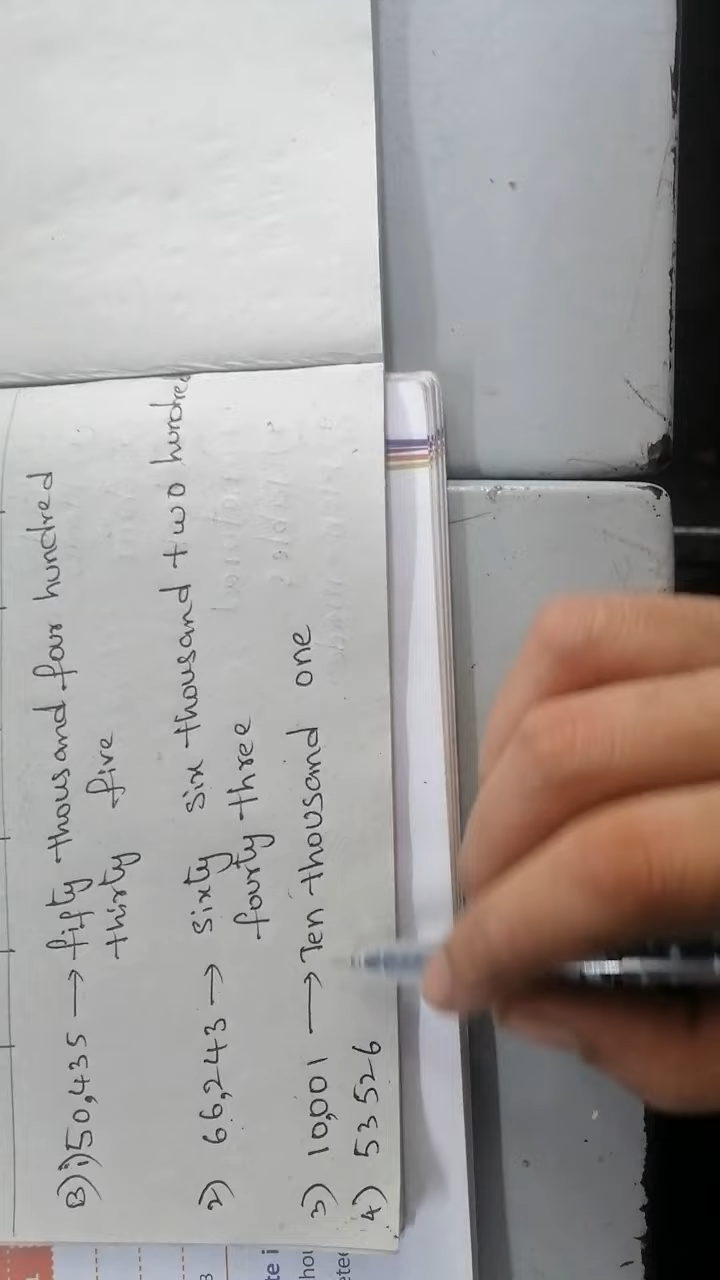 B) i) 50,435 → fifty thousand four hundred
thirty five
2) 66,243 → sixty six thousand two hundred
fourty three
3) 10,001 → Ten thousand one
4) 53526